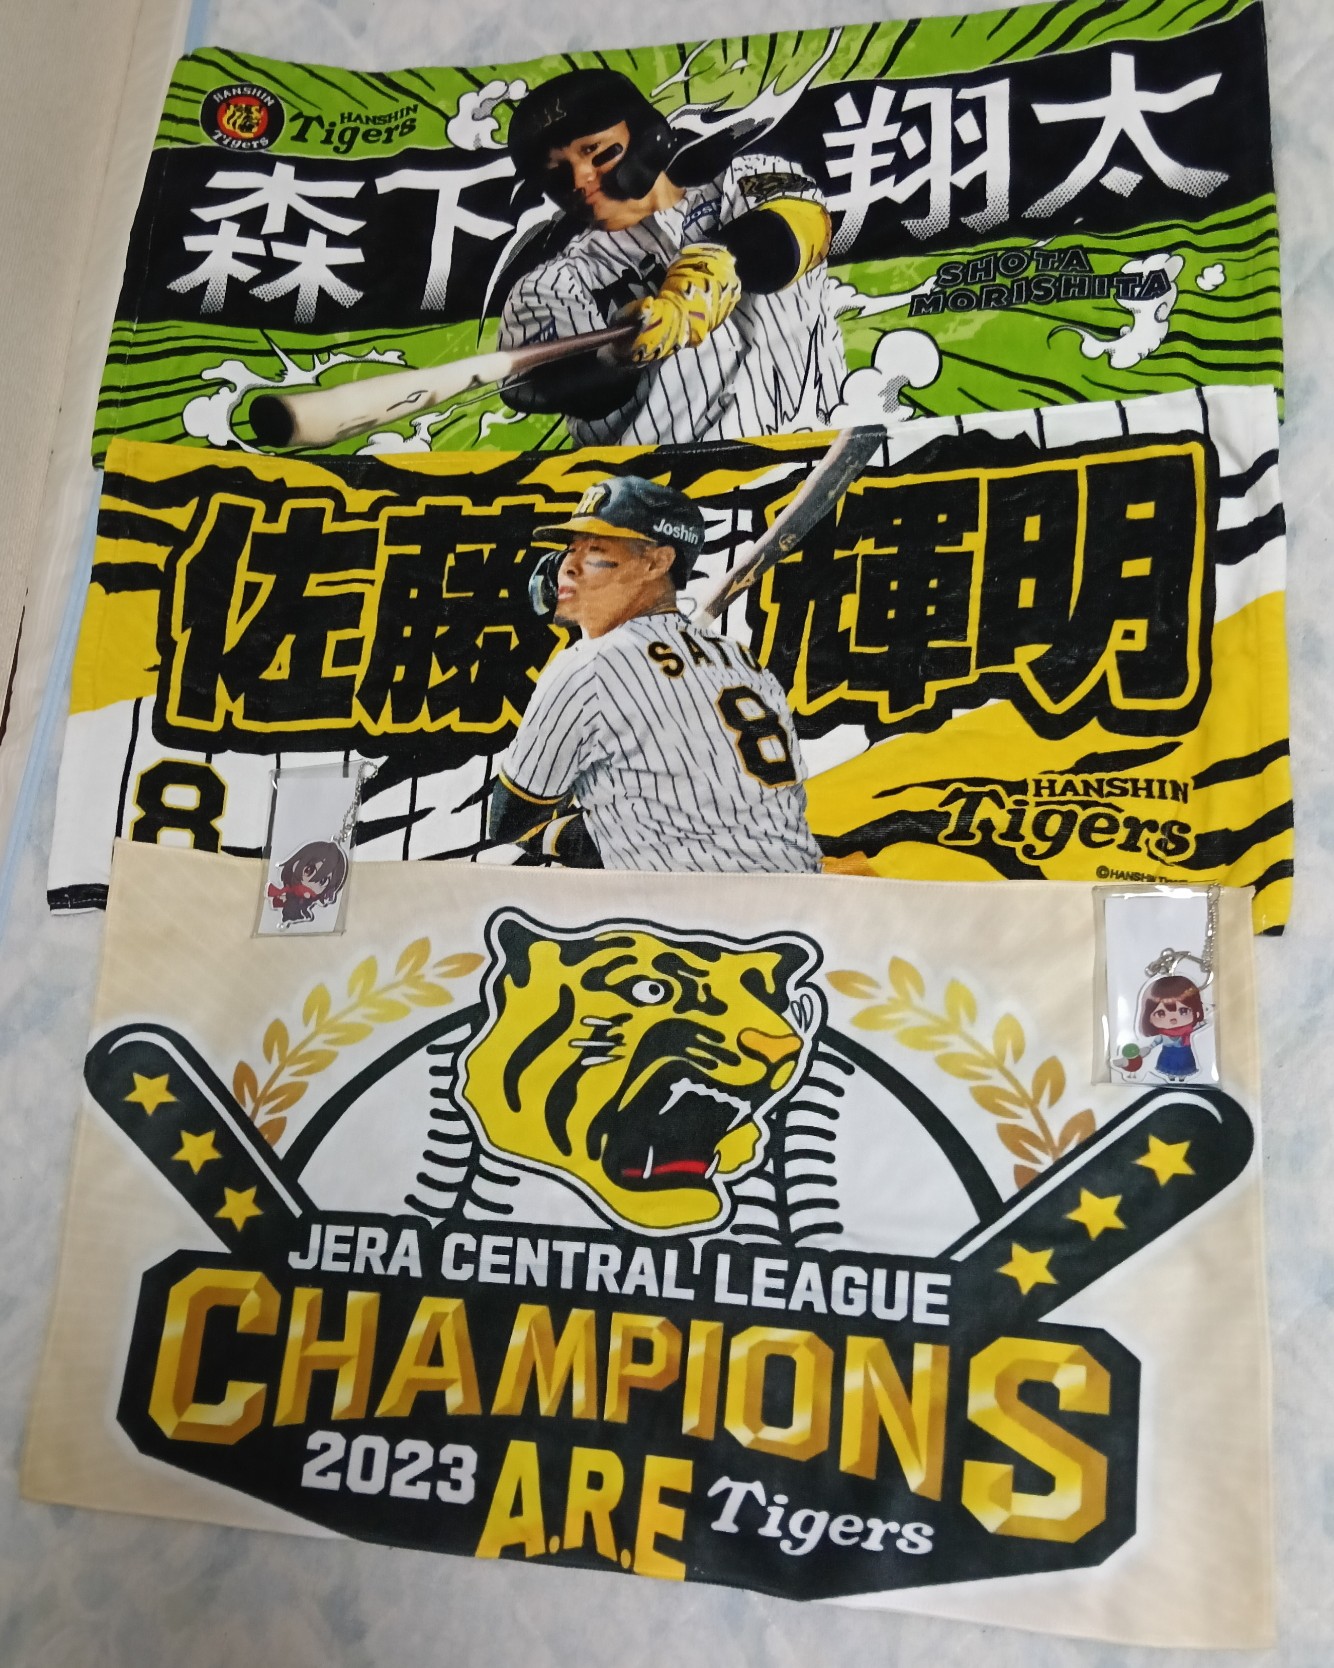 HANSHIN
Tigers
HANSHIN
Tigers
森下 翔太
SHOTA
MORISHITA
佐藤 輝明
Joshin
SATO
8
8
HANSHIN
Tigers
JERA CENTRAL LEAGUE
CHAMPIONS
2023 A.R.E Tigers